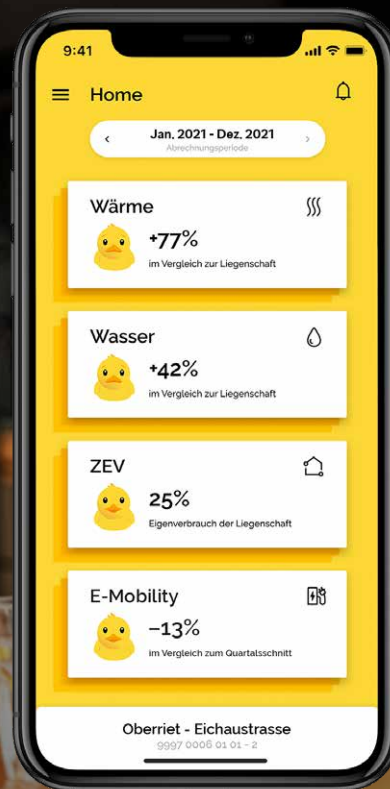 9:41
Home
Jan. 2021 - Dez. 2021
Abrechnungsperiode
Wärme
+77%
im Vergleich zur Liegenschaft
Wasser
+42%
im Vergleich zur Liegenschaft
ZEV
25%
Eigenverbrauch der Liegenschaft
E-Mobility
–13%
im Vergleich zum Quartalsschnitt
Oberriet - Eichaustrasse
9997 0006 01 01 - 2